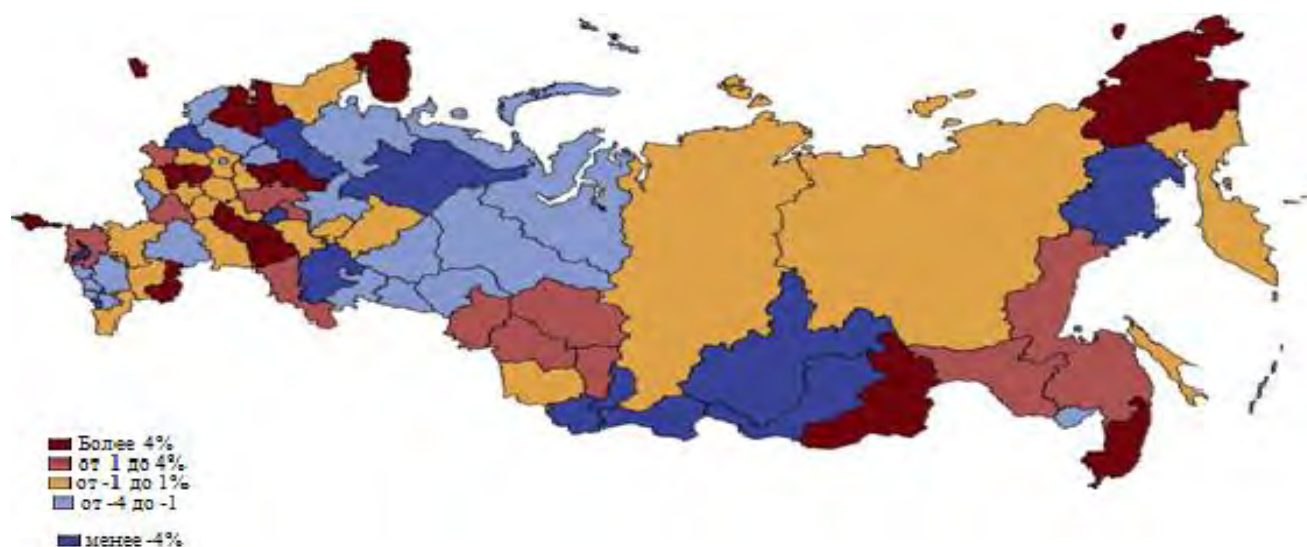 Более 4%
от 1 до 4%
от -1 до 1%
от -4 до -1
менее -4%